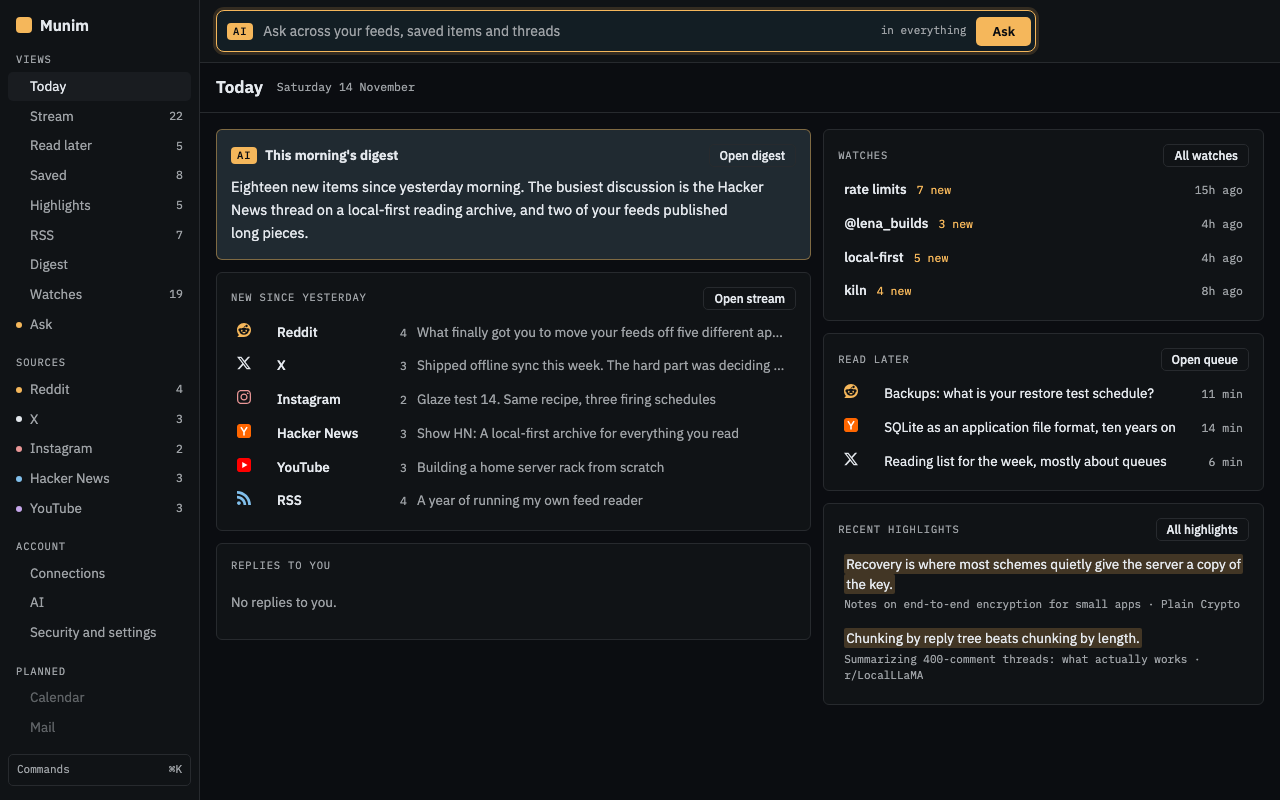 Munim
VIEWS
Today
Stream 22
Read later 5
Saved 8
Highlights 5
RSS 7
Digest
Watches 19
Ask
SOURCES
Reddit 4
X 3
Instagram 2
Hacker News 3
YouTube 3
ACCOUNT
Connections
AI
Security and settings
PLANNED
Calendar
Mail
Commands ⌘K
AI Ask across your feeds, saved items and threads in everything Ask
Today Saturday 14 November
AI This morning's digest Open digest
Eighteen new items since yesterday morning. The busiest discussion is the Hacker
News thread on a local-first reading archive, and two of your feeds published
long pieces.
NEW SINCE YESTERDAY Open stream
Reddit 4 What finally got you to move your feeds off five different ap…
X 3 Shipped offline sync this week. The hard part was deciding …
Instagram 2 Glaze test 14. Same recipe, three firing schedules
Hacker News 3 Show HN: A local-first archive for everything you read
YouTube 3 Building a home server rack from scratch
RSS 4 A year of running my own feed reader
REPLIES TO YOU
No replies to you.
WATCHES All watches
rate limits 7 new 15h ago
@lena_builds 3 new 4h ago
local-first 5 new 4h ago
kiln 4 new 8h ago
READ LATER Open queue
Backups: what is your restore test schedule? 11 min
SQLite as an application file format, ten years on 14 min
Reading list for the week, mostly about queues 6 min
RECENT HIGHLIGHTS All highlights
Recovery is where most schemes quietly give the server a copy of
the key.
Notes on end-to-end encryption for small apps · Plain Crypto
Chunking by reply tree beats chunking by length.
Summarizing 400-comment threads: what actually works ·
r/LocalLLaMA